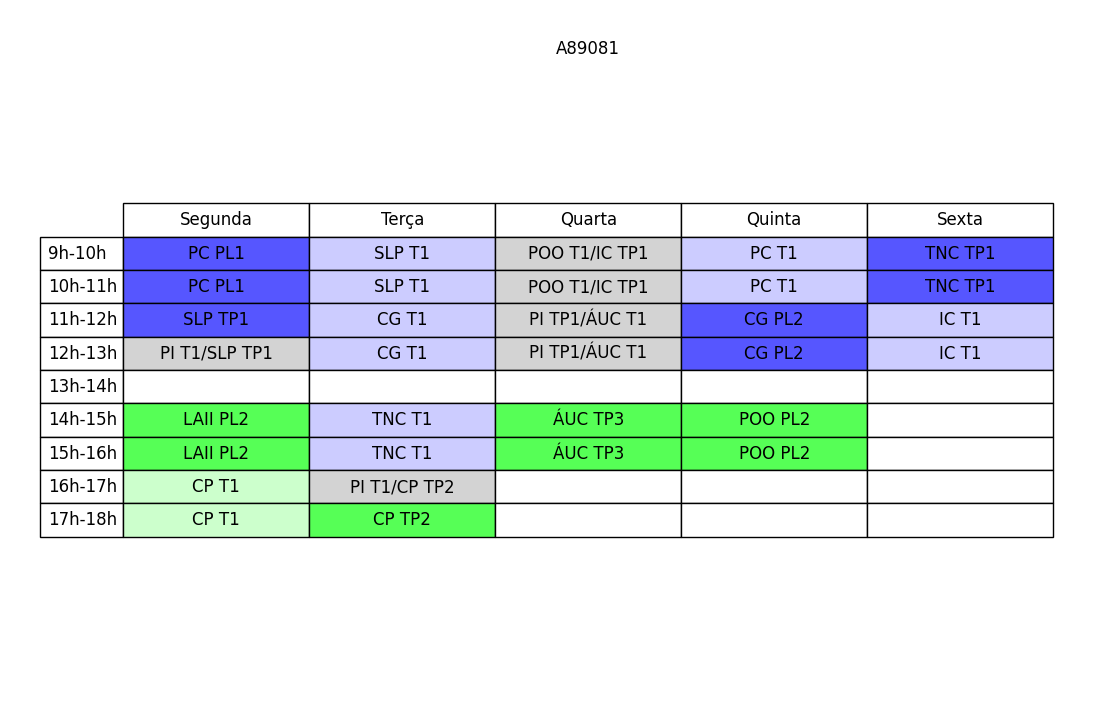 A89081
Segunda Terça Quarta Quinta Sexta
9h-10h PC PL1 SLP T1 POO T1/IC TP1 PC T1 TNC TP1
10h-11h PC PL1 SLP T1 POO T1/IC TP1 PC T1 TNC TP1
11h-12h SLP TP1 CG T1 PI TP1/ÁUC T1 CG PL2 IC T1
12h-13h PI T1/SLP TP1 CG T1 PI TP1/ÁUC T1 CG PL2 IC T1
13h-14h
14h-15h LAII PL2 TNC T1 ÁUC TP3 POO PL2
15h-16h LAII PL2 TNC T1 ÁUC TP3 POO PL2
16h-17h CP T1 PI T1/CP TP2
17h-18h CP T1 CP TP2